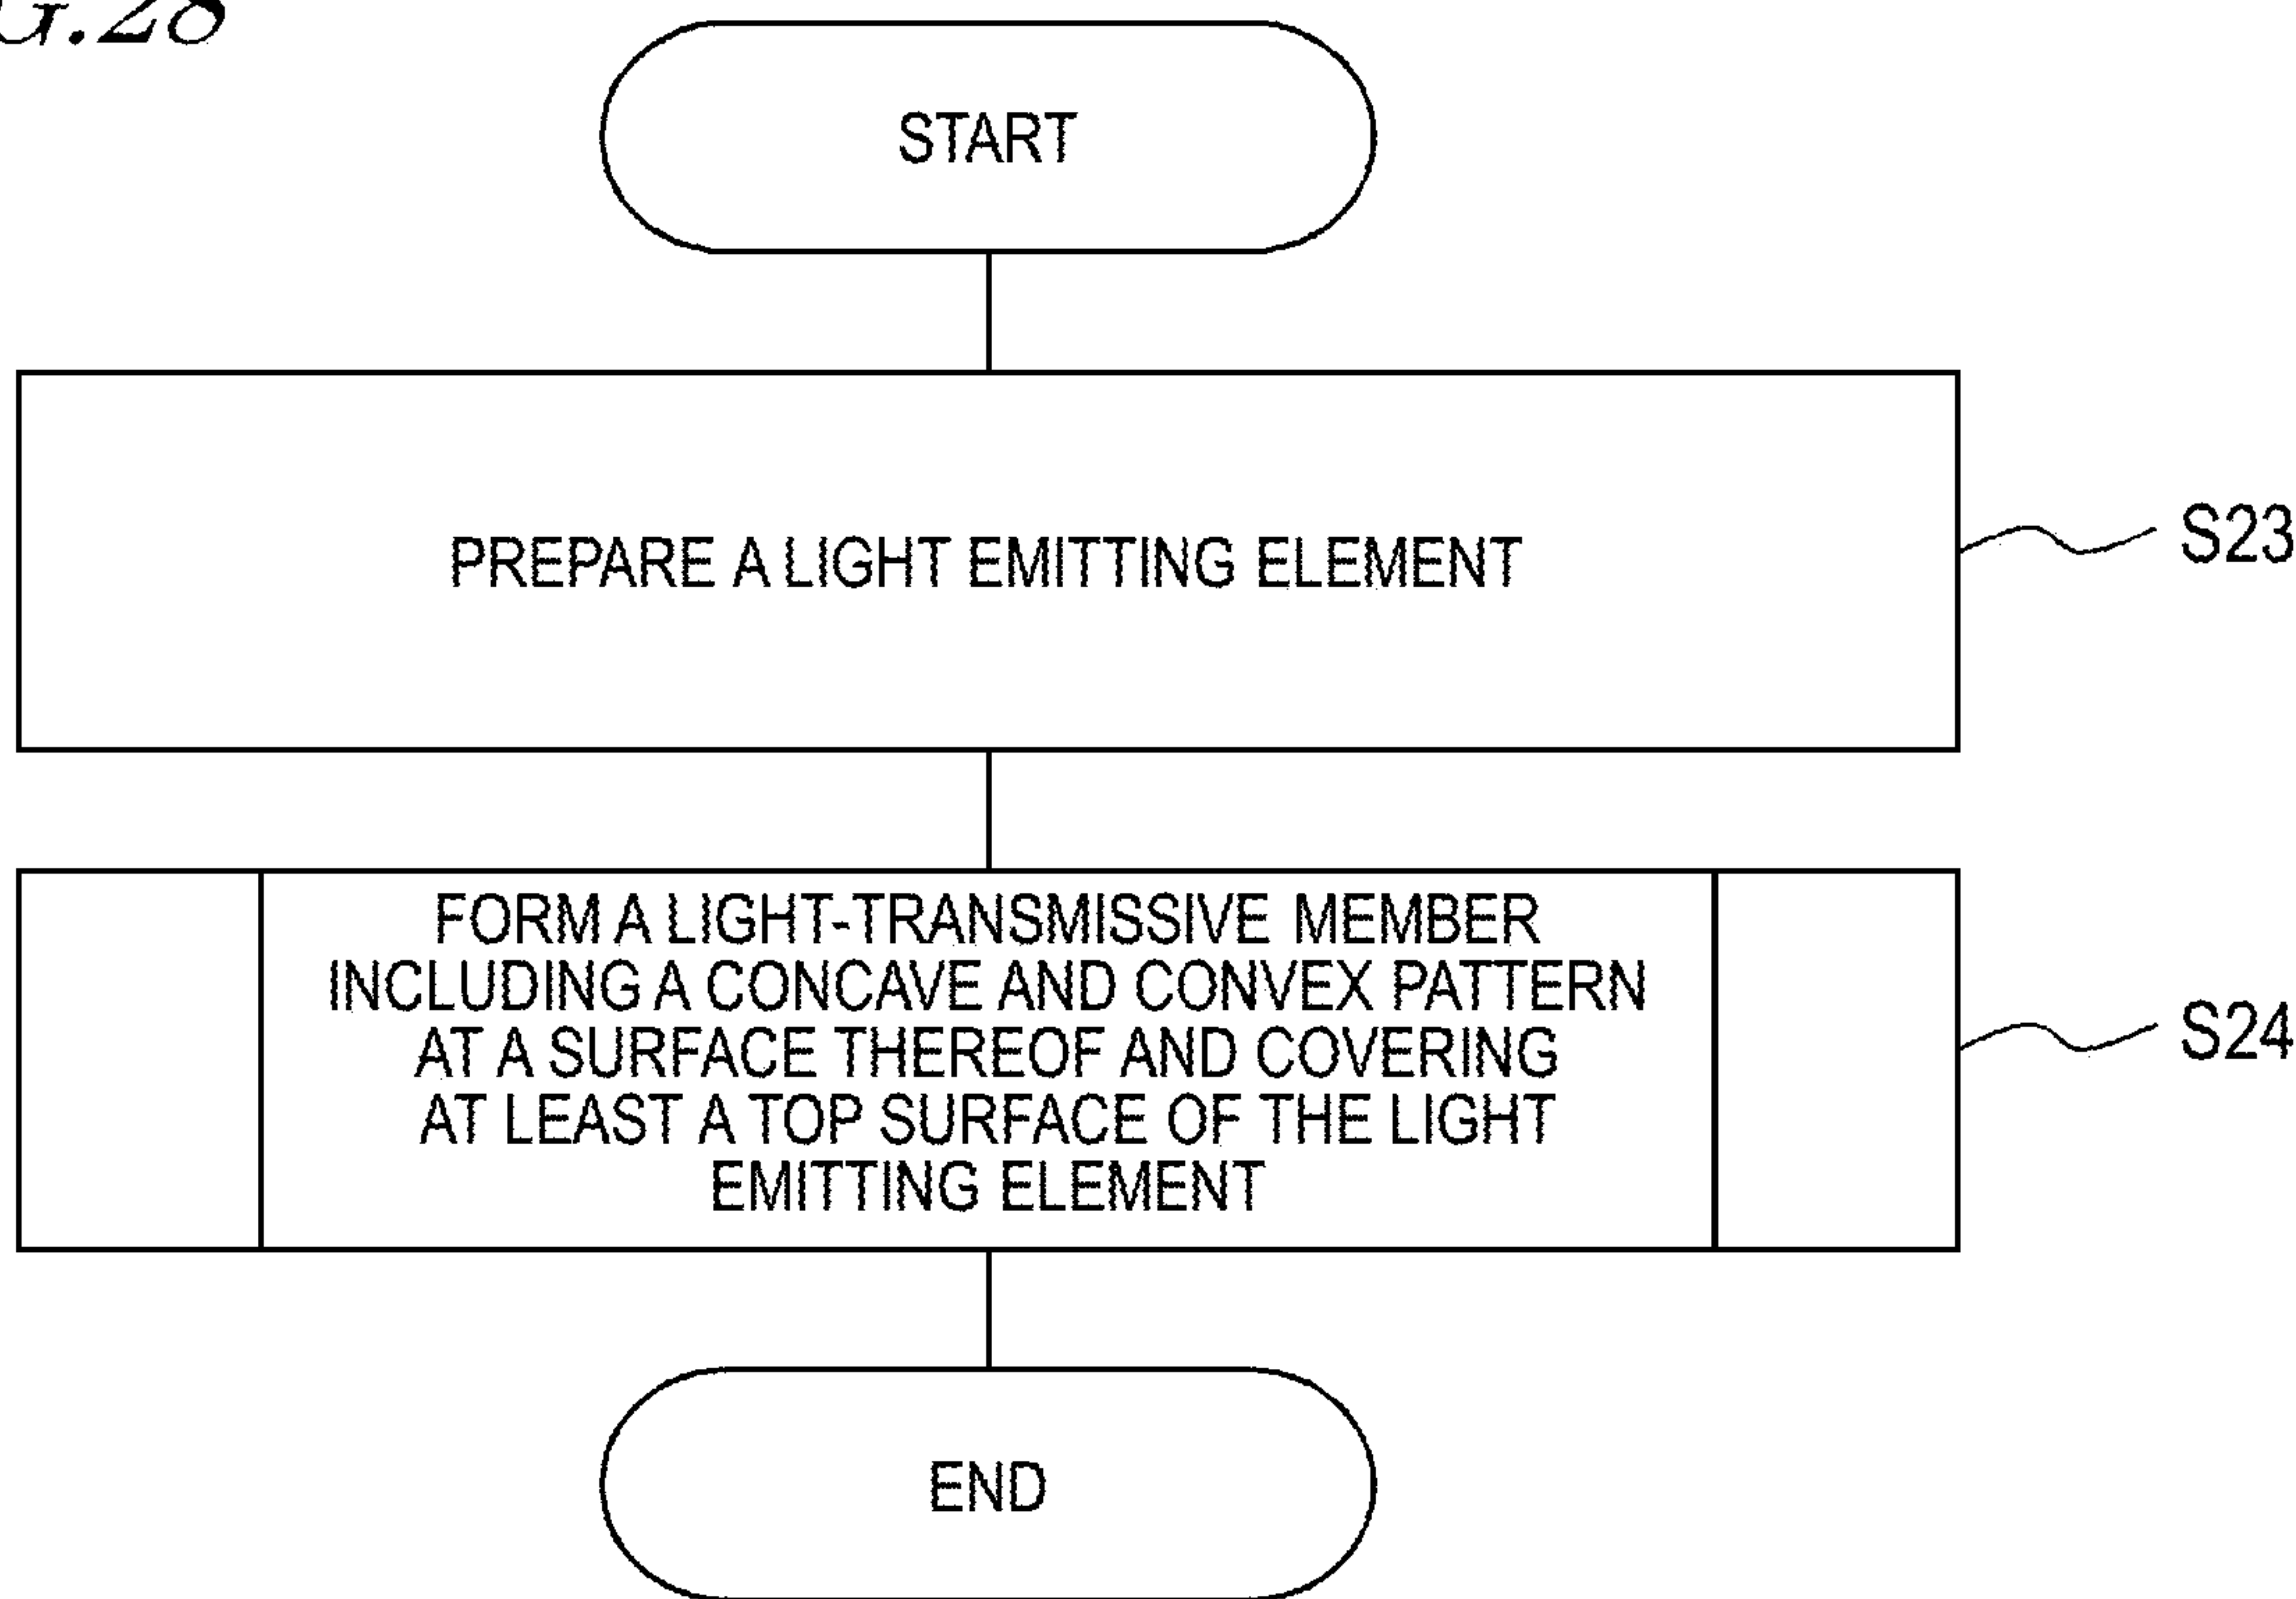 G.28
START
PREPARE A LIGHT EMITTING ELEMENT
S23
FORM A LIGHT-TRANSMISSIVE MEMBER
INCLUDING A CONCAVE AND CONVEX PATTERN
AT A SURFACE THEREOF AND COVERING
AT LEAST A TOP SURFACE OF THE LIGHT
EMITTING ELEMENT
S24
END